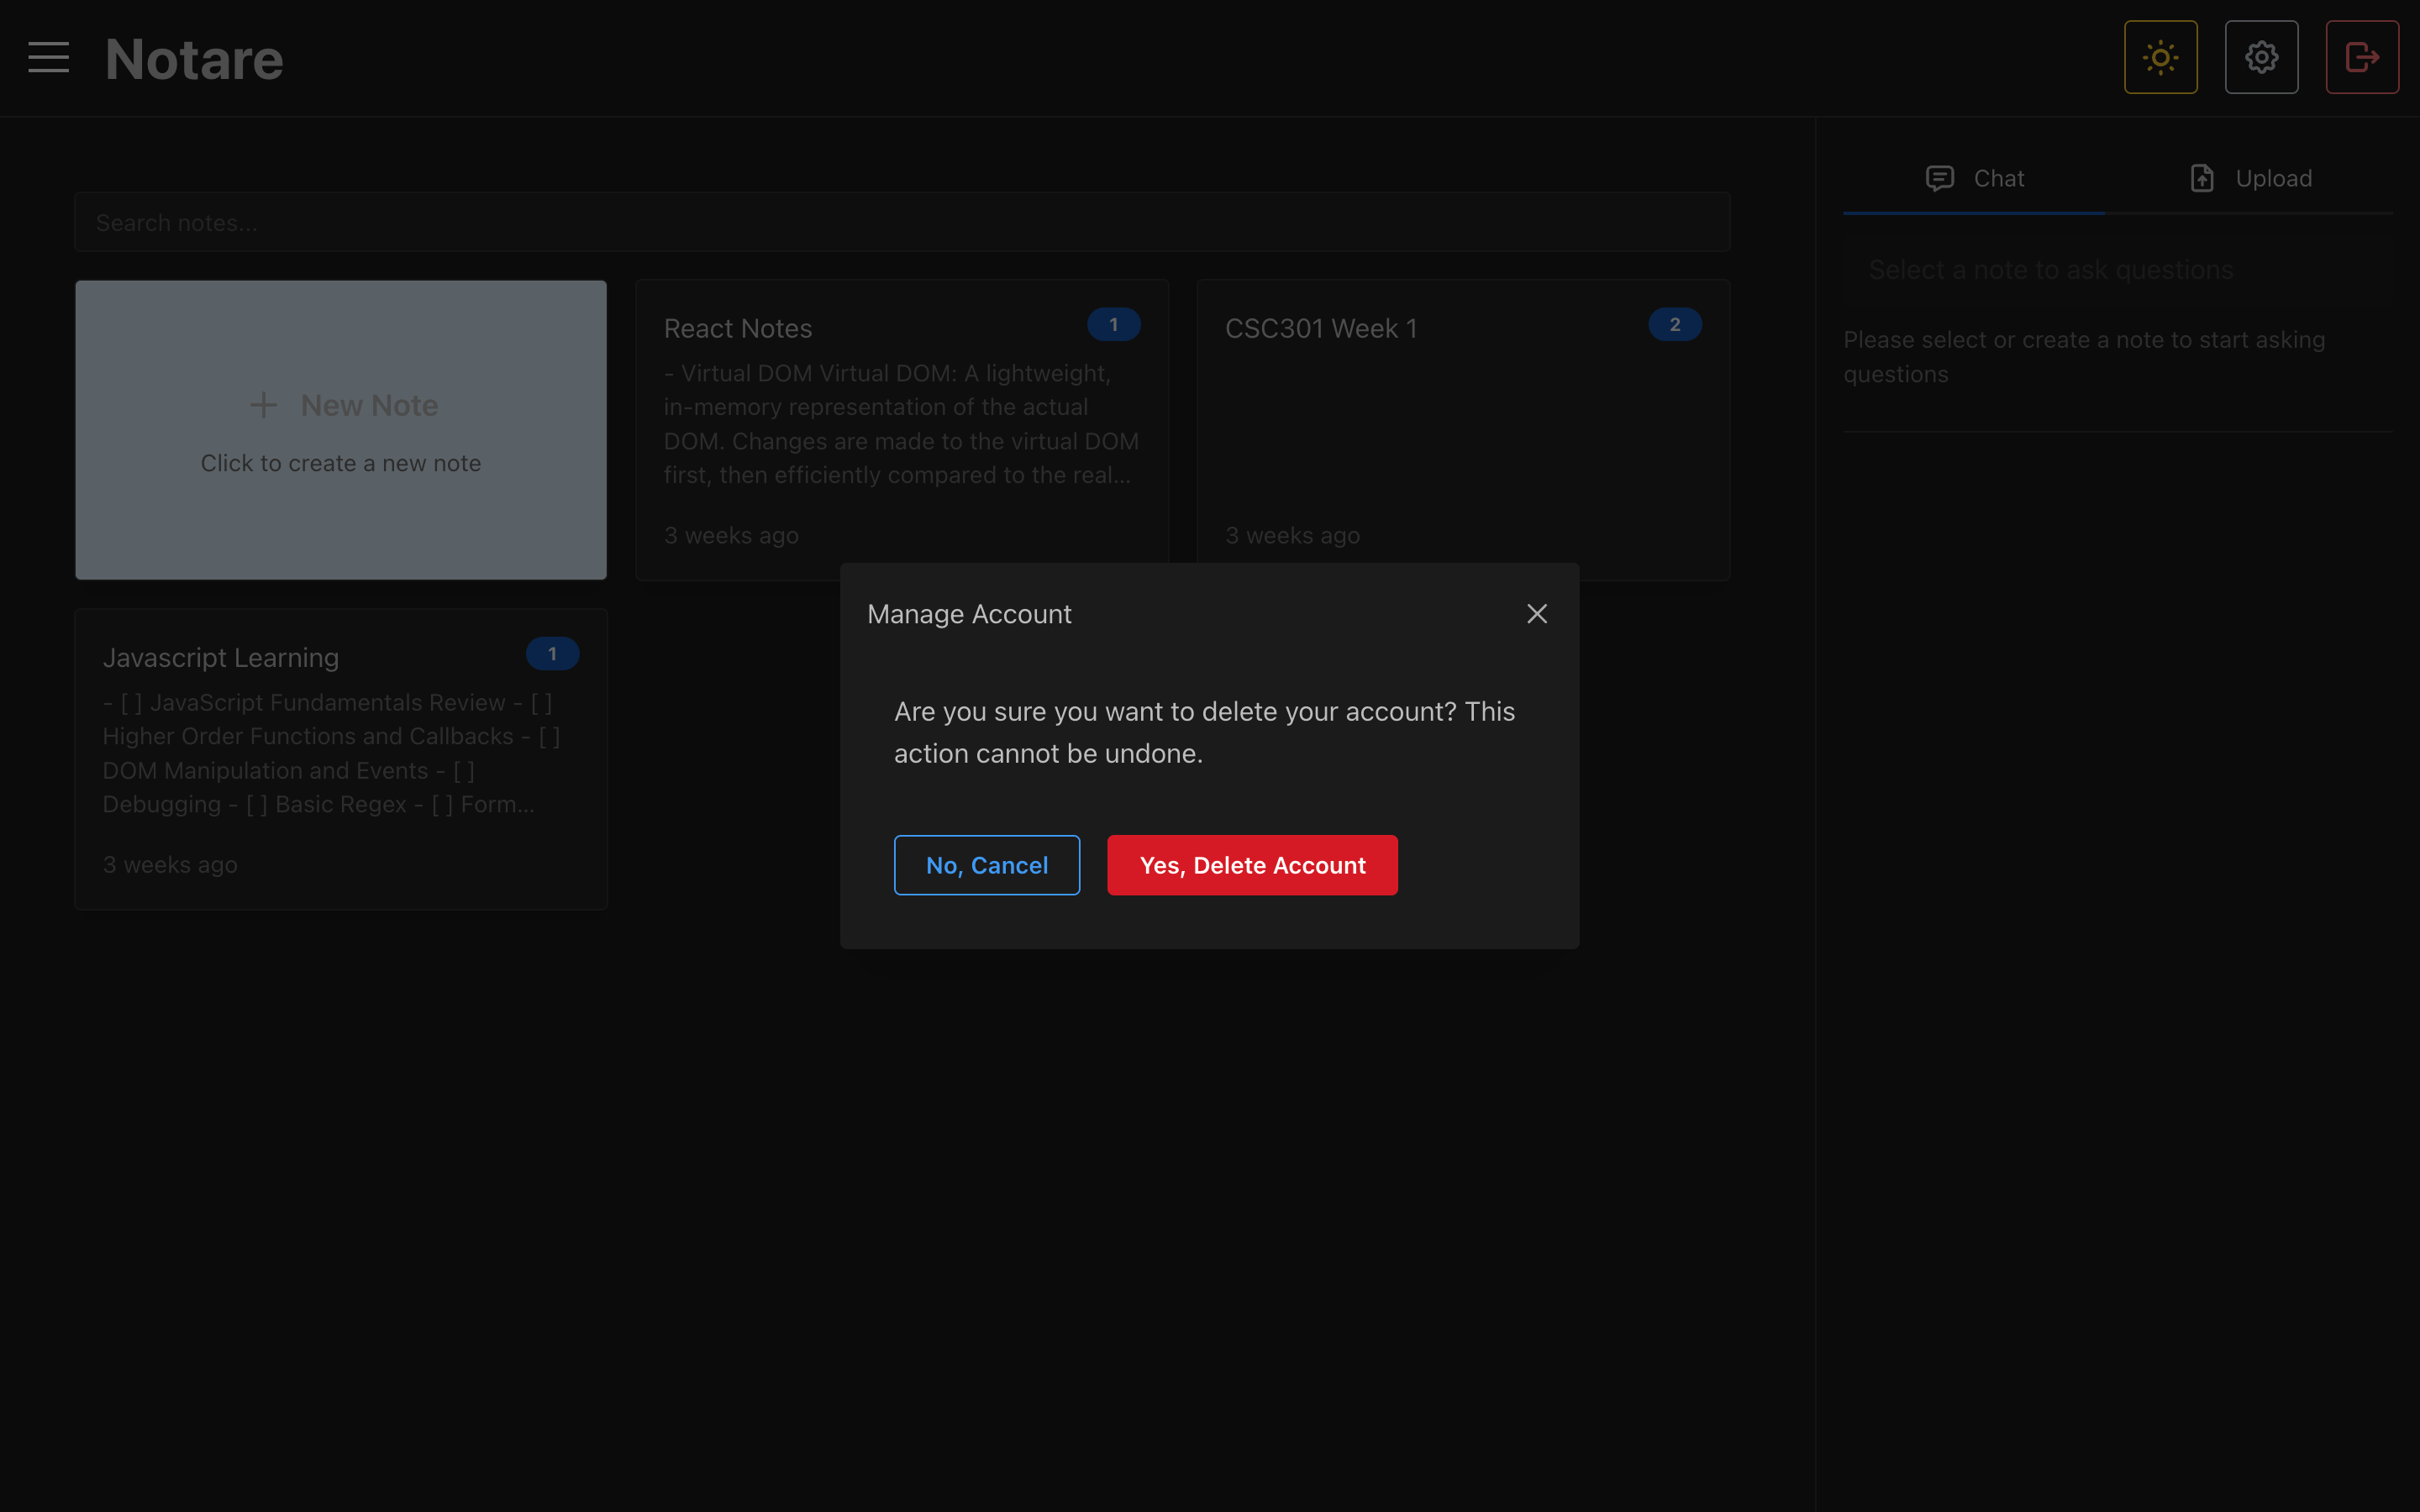 Notare
Search notes...
New Note
Click to create a new note
React Notes
1
- Virtual DOM Virtual DOM: A lightweight,
in-memory representation of the actual
DOM. Changes are made to the virtual DOM
first, then efficiently compared to the real...
3 weeks ago
CSC301 Week 1
2
3 weeks ago
Javascript Learning
1
- [ ] JavaScript Fundamentals Review - [ ]
Higher Order Functions and Callbacks - [ ]
DOM Manipulation and Events - [ ]
Debugging - [ ] Basic Regex - [ ] Form...
3 weeks ago
Manage Account
Are you sure you want to delete your account? This
action cannot be undone.
No, Cancel
Yes, Delete Account
Chat
Upload
Select a note to ask questions
Please select or create a note to start asking
questions